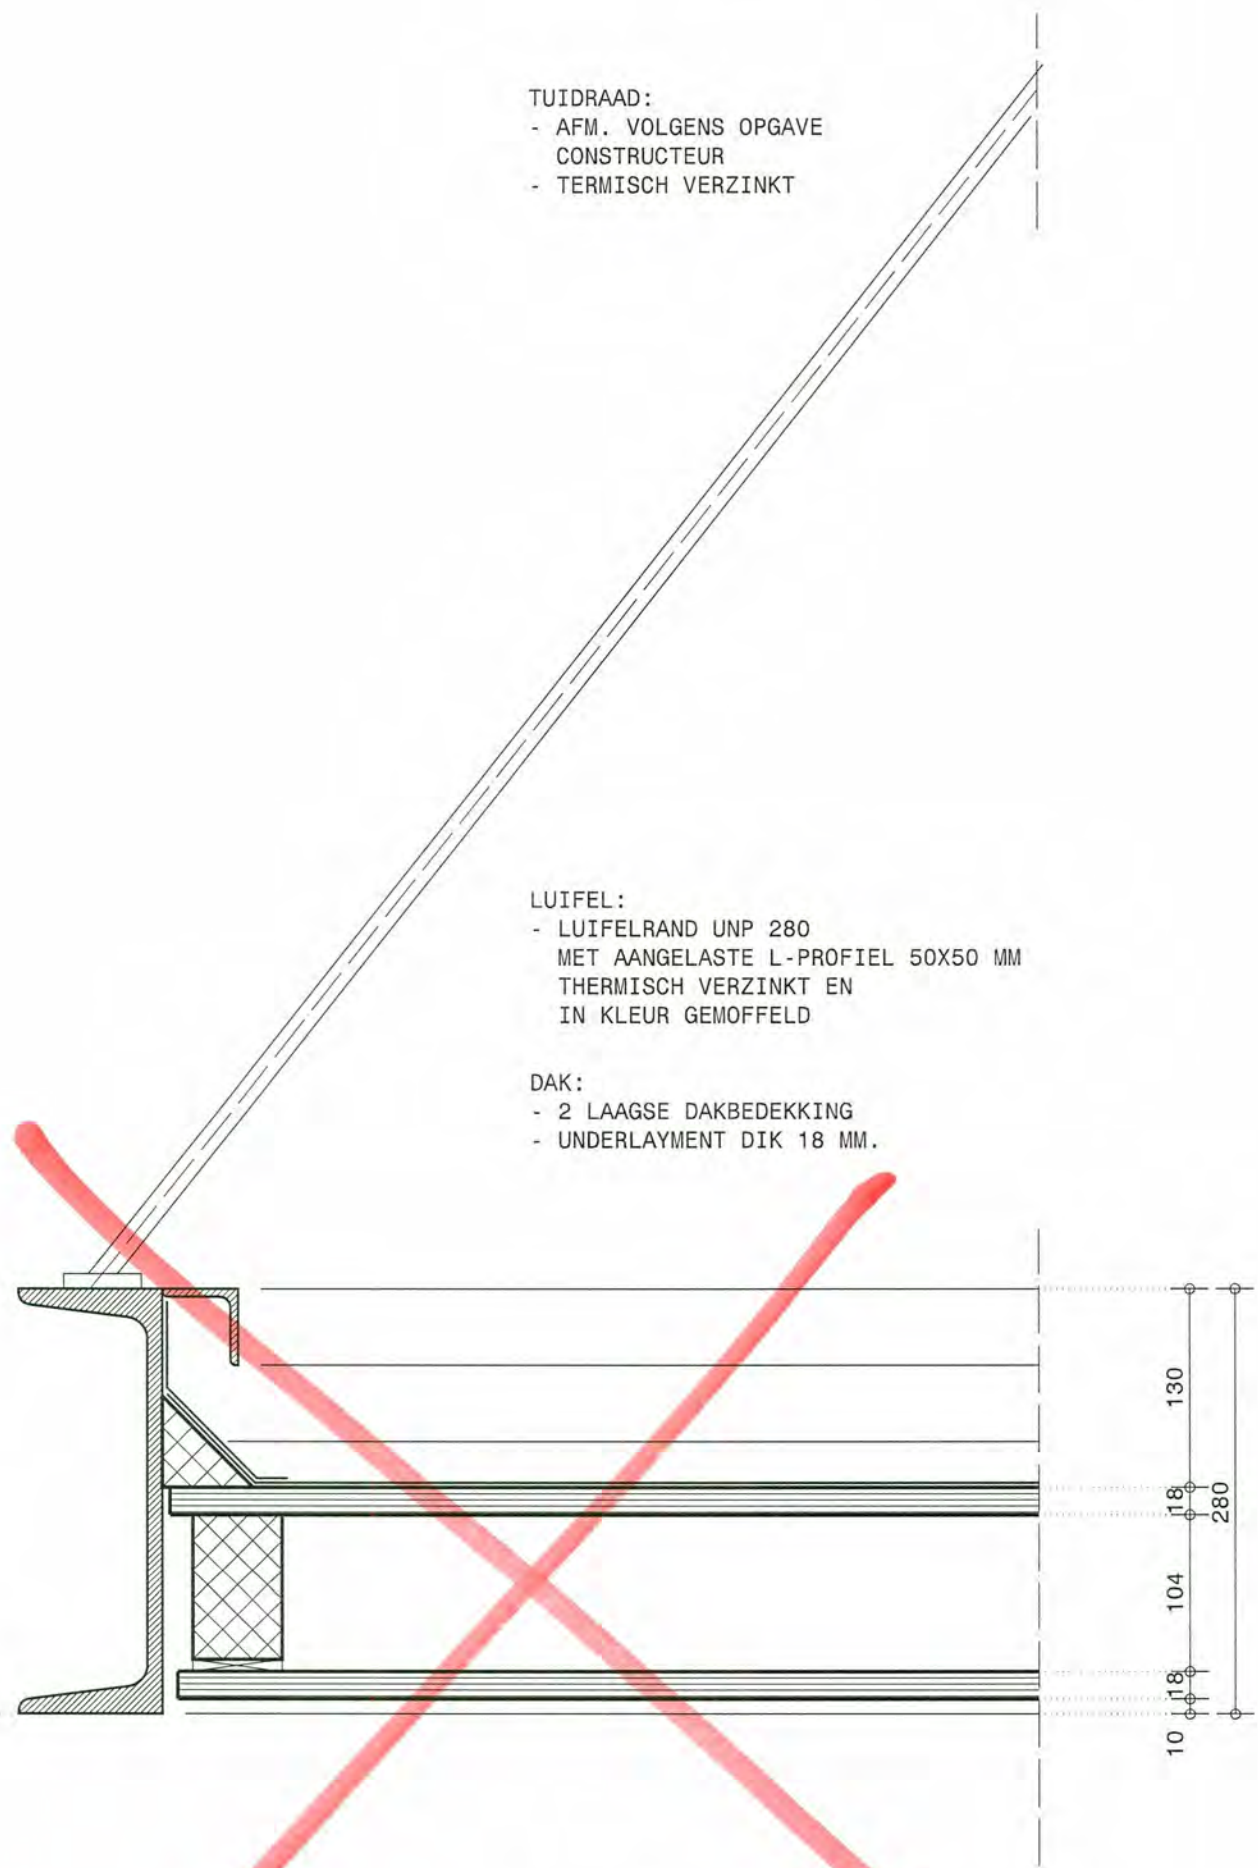 TUIDRAAD:
- AFM. VOLGENS OPGAVE
CONSTRUCTEUR
- TERMISCH VERZINKT
LUIFEL:
- LUIFELRAND UNP 280
MET AANGELASTE L-PROFIEL 50X50 MM
THERMISCH VERZINKT EN
IN KLEUR GEMOFFELD
DAK:
- 2 LAAGSE DAKBEDEKKING
- UNDERLAYMENT DIK 18 MM.
130
18
280
104
18
10